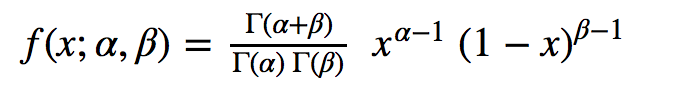 f(x; α, β) = Γ(α+β) / Γ(α) Γ(β) x^{α−1} (1 − x)^{β−1}